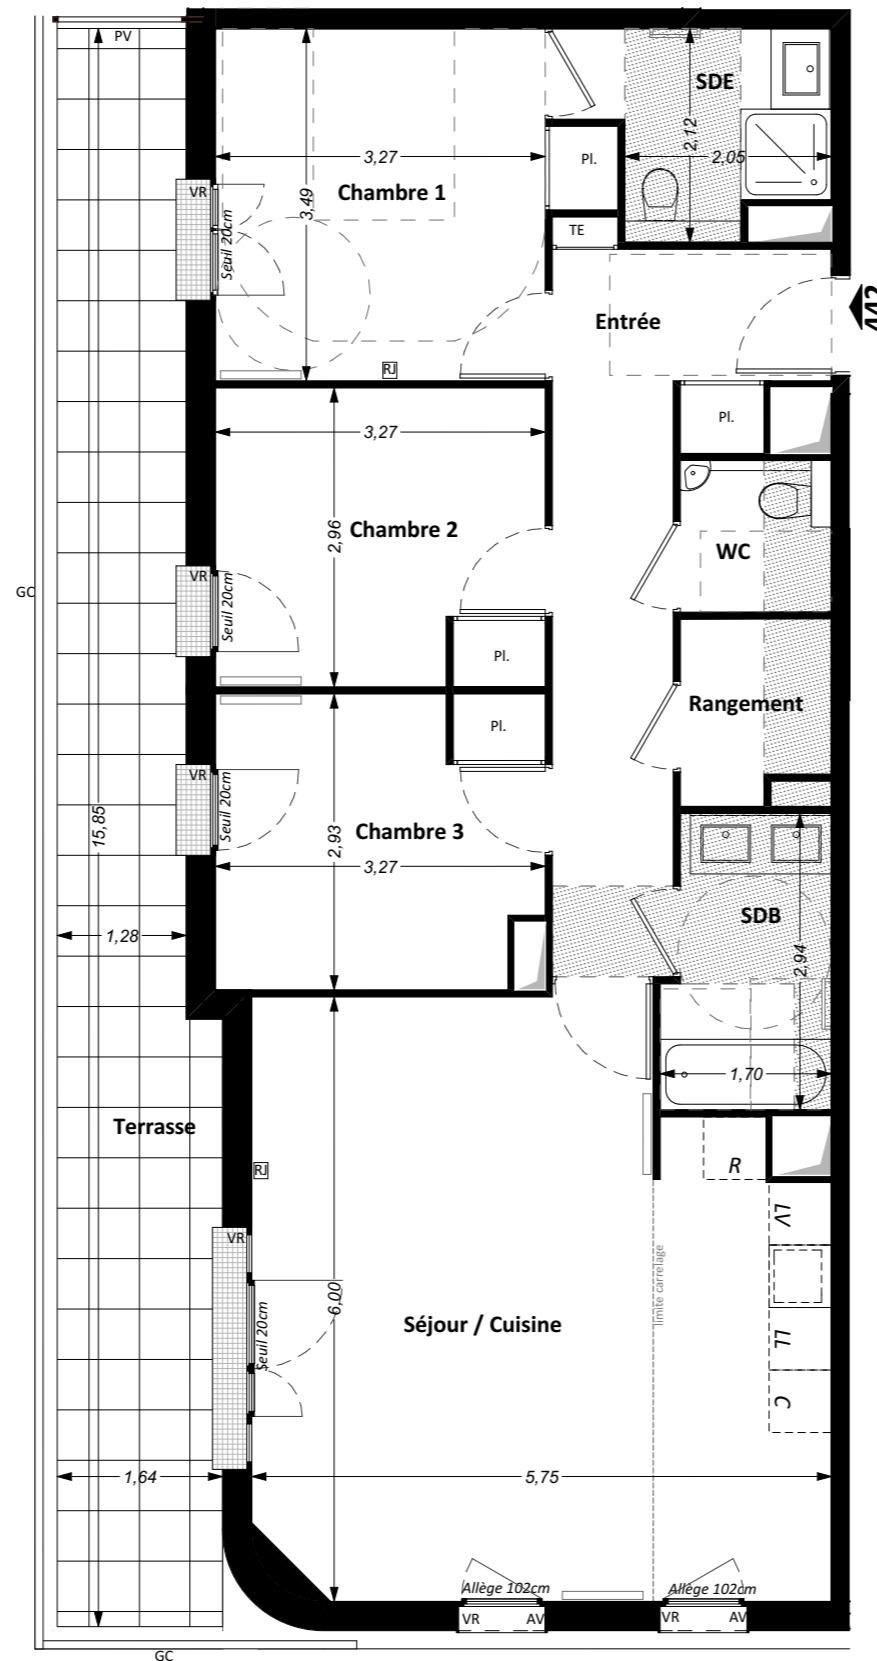 PV
SDE
2,12
2,05
3,27
Pl.
VR
Chambre 1
3,49
Seuil 20cm
TE
Entrée
442
RJ
Pl.
3,27
Chambre 2
2,96
WC
VR
Seuil 20cm
GC
Pl.
Rangement
Pl.
VR
Seuil 20cm
15,85
Chambre 3
2,93
3,27
SDB
1,28
2,94
1,70
Terrasse
RJ
R
LV
VR
limite carrelage
6,00
Séjour / Cuisine
Seuil 20cm
LL
C
1,64
5,75
Allège 102cm
Allège 102cm
VR AV
VR AV
GC